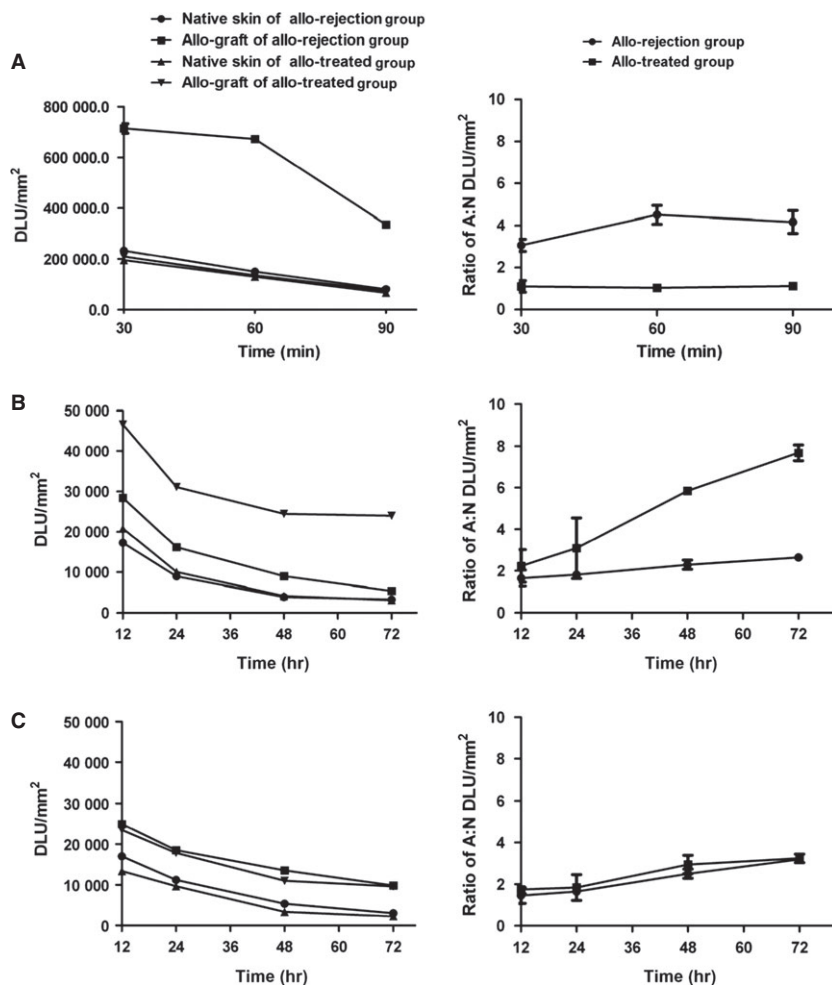 Native skin of allo-rejection group
Allo-graft of allo-rejection group
Native skin of allo-treated group
Allo-graft of allo-treated group
Allo-rejection group
Allo-treated group
A
DLU/mm²
800 000.0
600 000.0
400 000.0
200 000.0
0.0
30 60 90
Time (min)
Ratio of A:N DLU/mm²
10
8
6
4
2
0
30 60 90
Time (min)
B
DLU/mm²
50 000
40 000
30 000
20 000
10 000
0
12 24 36 48 60 72
Time (hr)
Ratio of A:N DLU/mm²
10
8
6
4
2
0
12 24 36 48 60 72
Time (hr)
C
DLU/mm²
50 000
40 000
30 000
20 000
10 000
0
12 24 36 48 60 72
Time (hr)
Ratio of A:N DLU/mm²
10
8
6
4
2
0
12 24 36 48 60 72
Time (hr)